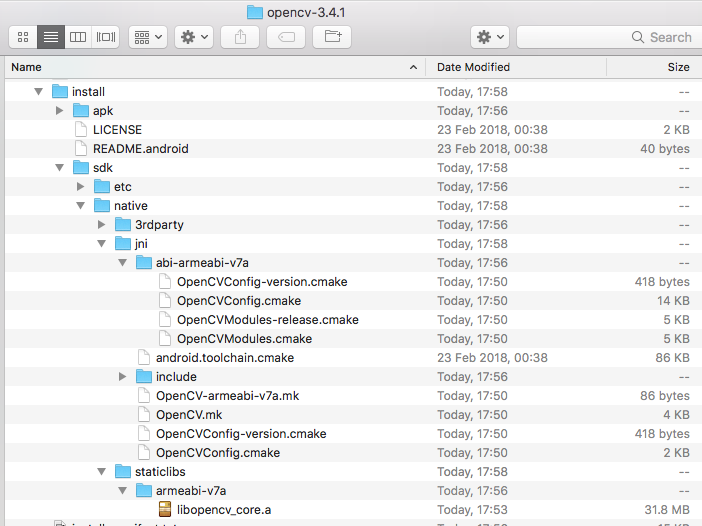 opencv-3.4.1
Search
Name Date Modified Size
install Today, 17:58 --
apk Today, 17:56 --
LICENSE 23 Feb 2018, 00:38 2 KB
README.android 23 Feb 2018, 00:38 40 bytes
sdk Today, 17:58 --
etc Today, 17:56 --
native Today, 17:56 --
3rdparty Today, 17:56 --
jni Today, 17:58 --
abi-armeabi-v7a Today, 17:56 --
OpenCVConfig-version.cmake Today, 17:50 418 bytes
OpenCVConfig.cmake Today, 17:50 14 KB
OpenCVModules-release.cmake Today, 17:50 5 KB
OpenCVModules.cmake Today, 17:50 5 KB
android.toolchain.cmake 23 Feb 2018, 00:38 86 KB
include Today, 17:56 --
OpenCV-armeabi-v7a.mk Today, 17:50 86 bytes
OpenCV.mk Today, 17:50 4 KB
OpenCVConfig-version.cmake Today, 17:50 418 bytes
OpenCVConfig.cmake Today, 17:50 2 KB
staticlibs Today, 17:58 --
armeabi-v7a Today, 17:56 --
libopencv_core.a Today, 17:53 31.8 MB